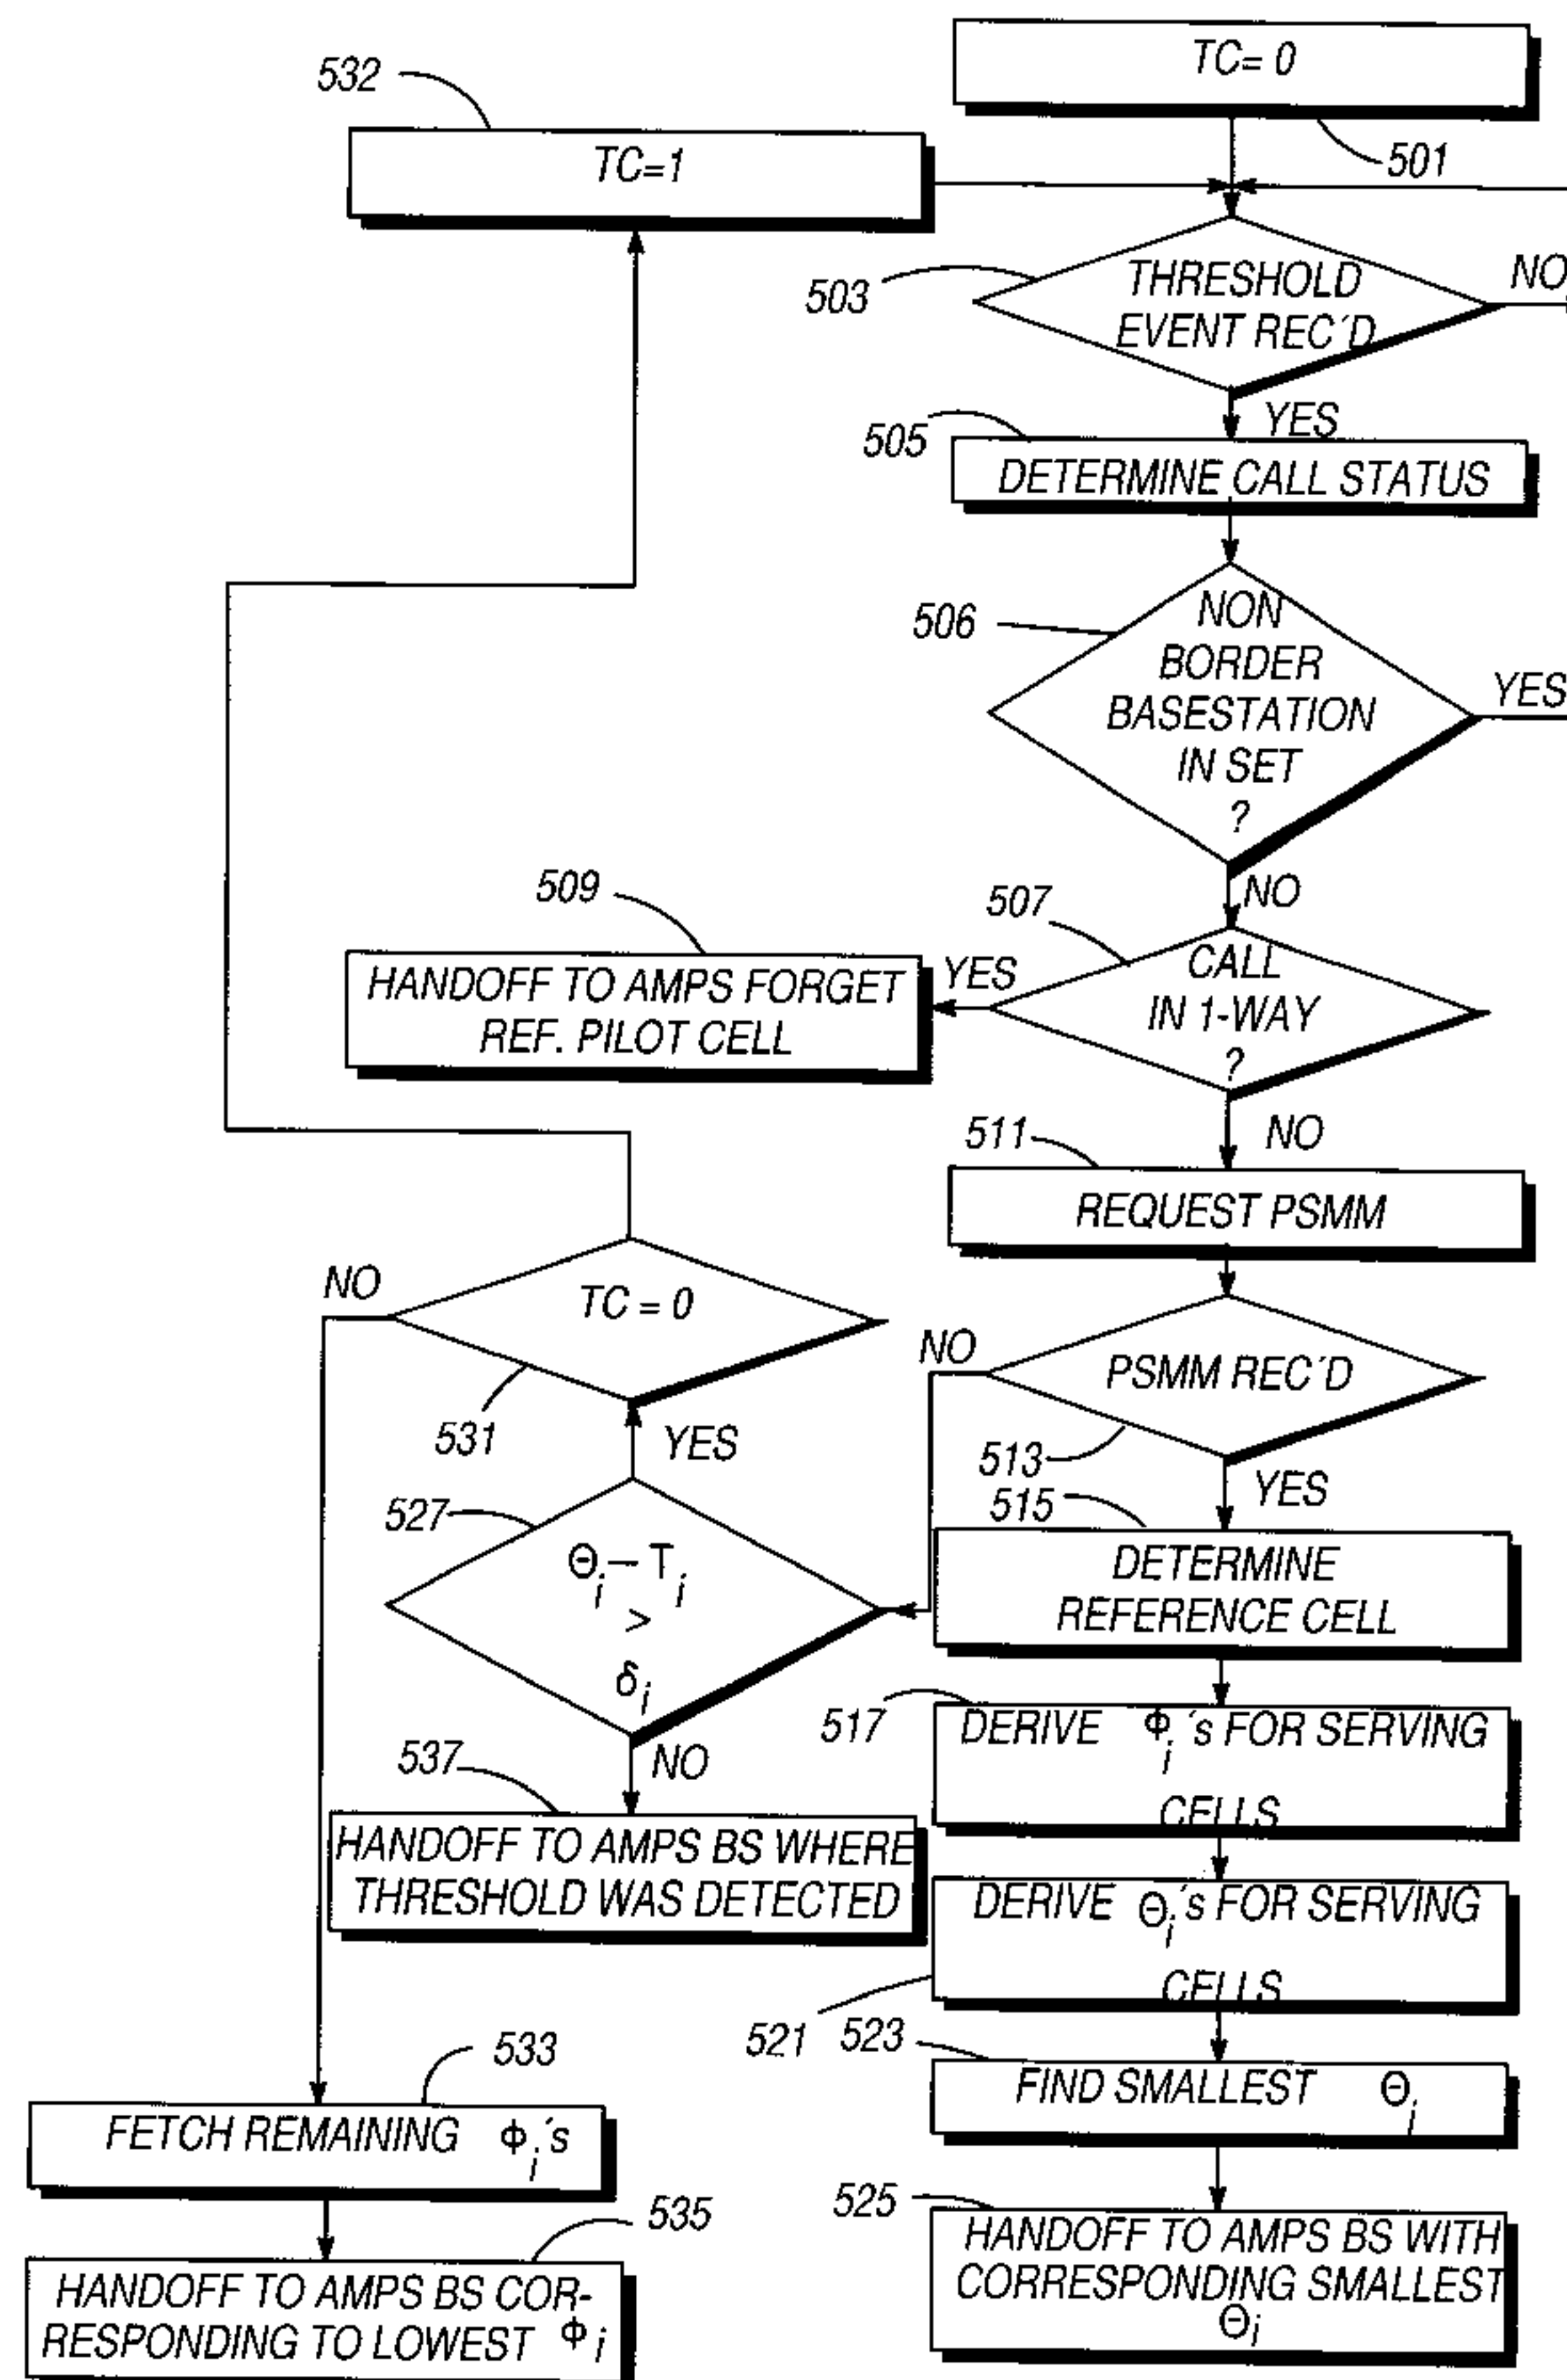 TC= 0
501
532
TC=1
503
THRESHOLD
EVENT REC´D
NO
YES
505
DETERMINE CALL STATUS
506
NON
BORDER
BASESTATION
IN SET
?
YES
NO
507
CALL
IN 1-WAY
?
YES
509
HANDOFF TO AMPS FORGET
REF. PILOT CELL
NO
511
REQUEST PSMM
PSMM REC´D
NO
513
YES
TC = 0
NO
531
YES
527
Θi – Ti
>
δi
NO
537
HANDOFF TO AMPS BS WHERE
THRESHOLD WAS DETECTED
515
DETERMINE
REFERENCE CELL
517
DERIVE ϕi´s FOR SERVING
CELLS
DERIVE Θi´s FOR SERVING
CELLS
521
523
FIND SMALLEST Θi
525
HANDOFF TO AMPS BS WITH
CORRESPONDING SMALLEST
Θi
533
FETCH REMAINING ϕi´s
535
HANDOFF TO AMPS BS COR-
RESPONDING TO LOWEST ϕi